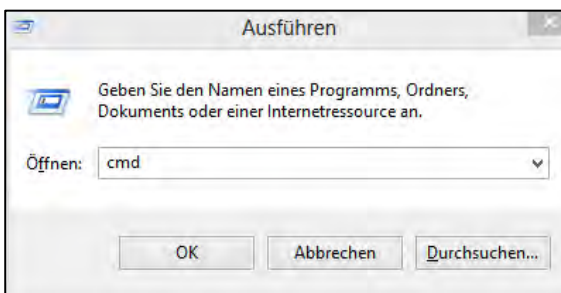 Ausführen
Geben Sie den Namen eines Programms, Ordners,
Dokuments oder einer Internetressource an.
Öffnen: cmd
OK Abbrechen Durchsuchen...